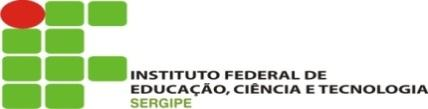 INSTITUTO FEDERAL DE
EDUCAÇÃO, CIÊNCIA E TECNOLOGIA
SERGIPE